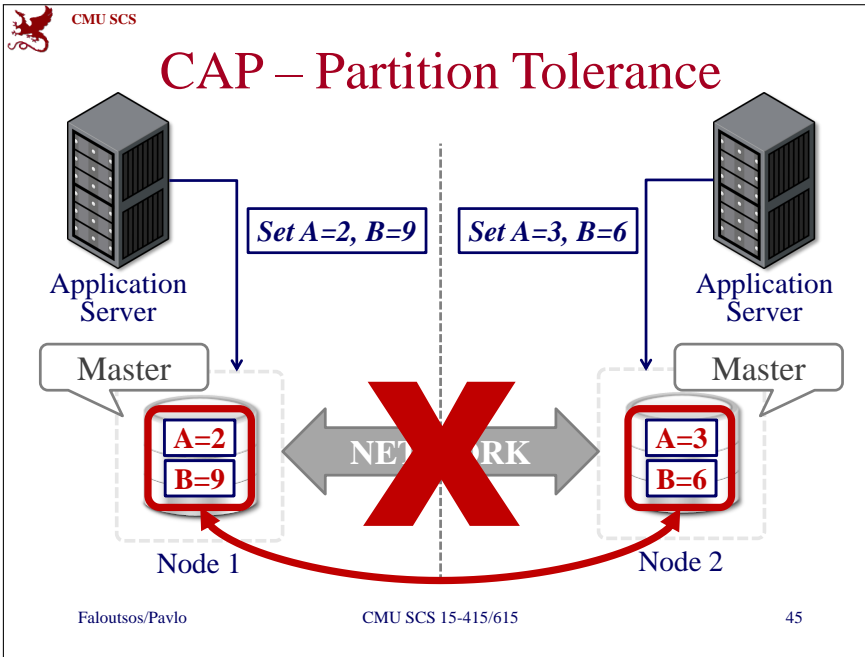 CMU SCS
CAP – Partition Tolerance
Set A=2, B=9
Set A=3, B=6
Application
Server
Application
Server
Master
Master
A=2
B=9
A=3
B=6
Node 1
Node 2
Faloutsos/Pavlo
CMU SCS 15-415/615
45